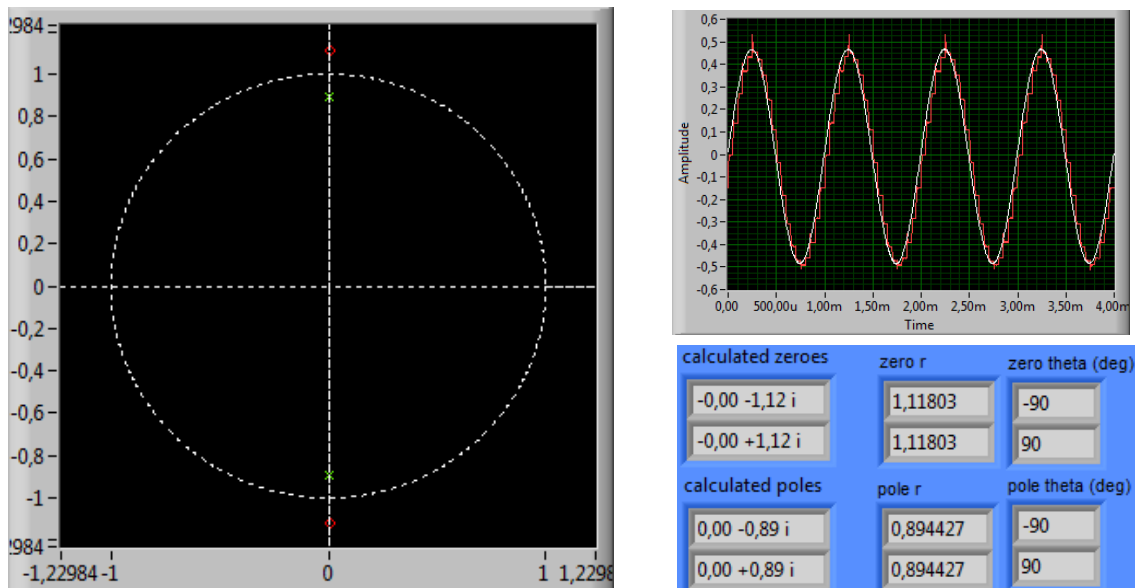 2984
1
0,8
0,6
0,4
0,2
0
-0,2
-0,4
-0,6
-0,8
-1
2984
-1,22984 -1 0 1 1,2298
0,6
0,5
0,4
0,3
0,2
0,1
0
-0,1
-0,2
-0,3
-0,4
-0,5
-0,6
Amplitude
0,00 500,00u 1,00m 1,50m 2,00m 2,50m 3,00m 3,50m 4,00m
Time
calculated zeroes zero r zero theta (deg)
-0,00 -1,12 i 1,11803 -90
-0,00 +1,12 i 1,11803 90
calculated poles pole r pole theta (deg)
0,00 -0,89 i 0,894427 -90
0,00 +0,89 i 0,894427 90